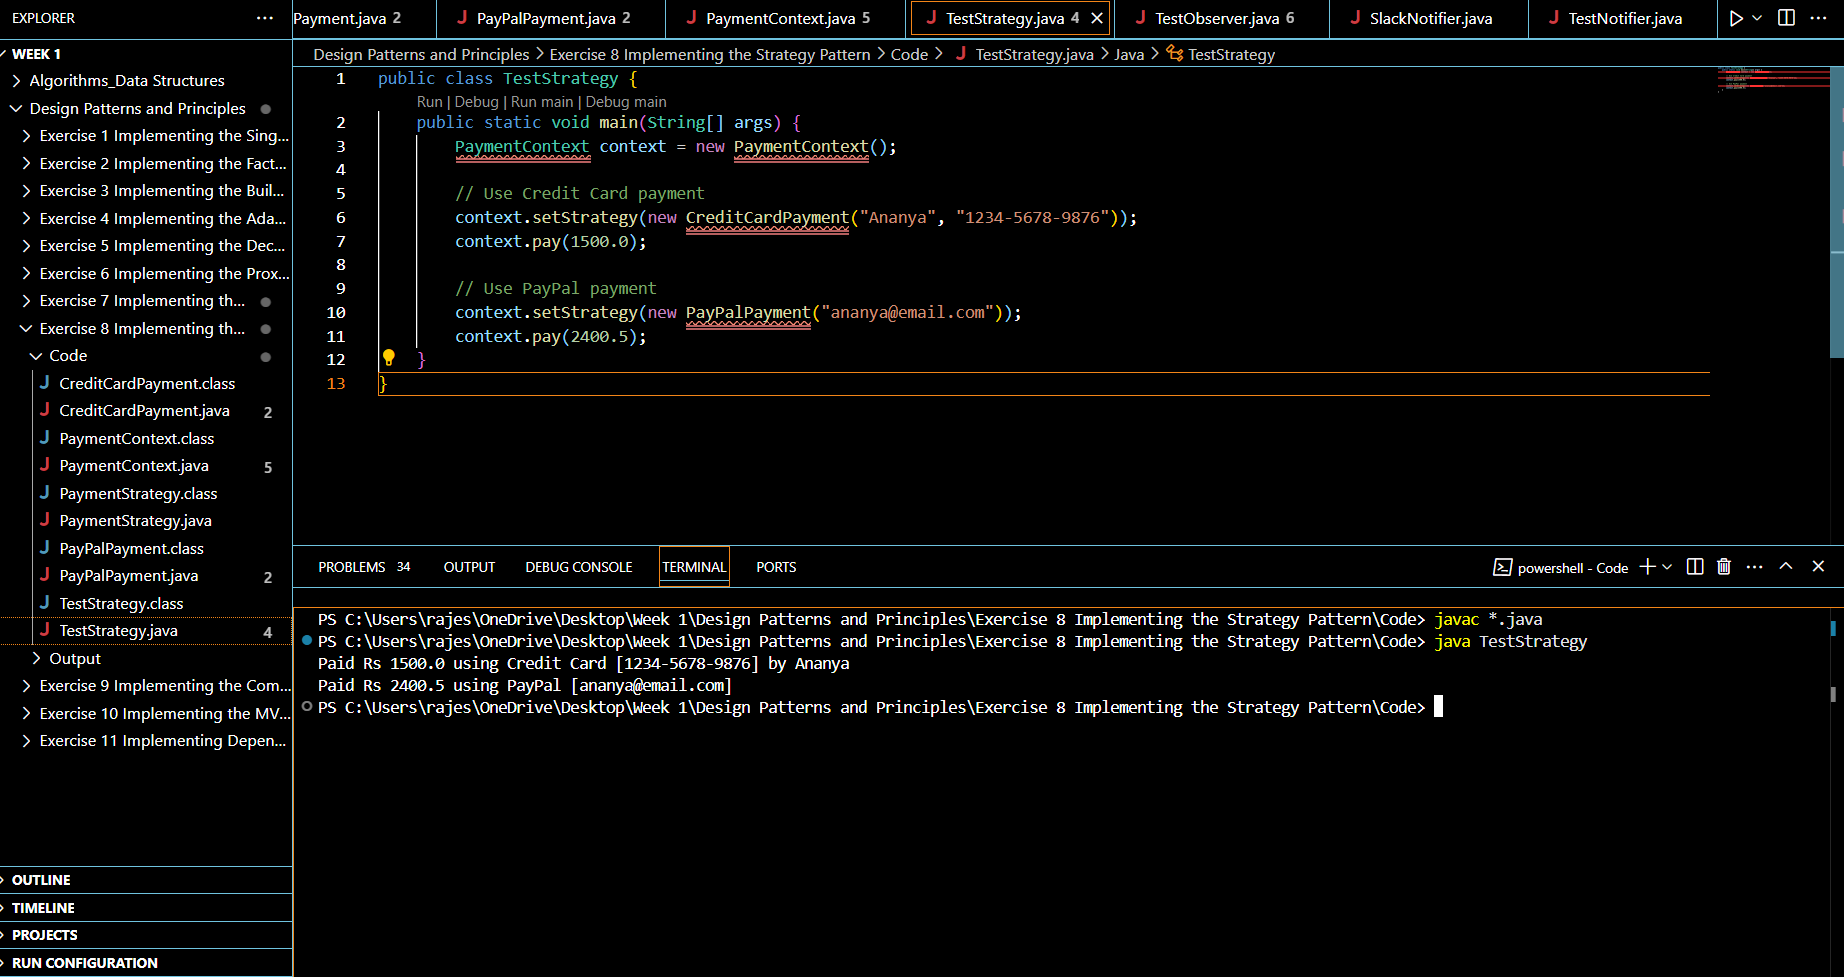 EXPLORER
WEEK 1
Algorithms_Data Structures
Design Patterns and Principles
Exercise 1 Implementing the Sing...
Exercise 2 Implementing the Fact...
Exercise 3 Implementing the Buil...
Exercise 4 Implementing the Ada...
Exercise 5 Implementing the Dec...
Exercise 6 Implementing the Prox...
Exercise 7 Implementing th...
Exercise 8 Implementing th...
Code
CreditCardPayment.class
CreditCardPayment.java 2
PaymentContext.class
PaymentContext.java 5
PaymentStrategy.class
PaymentStrategy.java
PayPalPayment.class
PayPalPayment.java 2
TestStrategy.class
TestStrategy.java 4
Output
Exercise 9 Implementing the Com...
Exercise 10 Implementing the MV...
Exercise 11 Implementing Depen...
OUTLINE
TIMELINE
PROJECTS
RUN CONFIGURATION
Payment.java 2 PayPalPayment.java 2 PaymentContext.java 5 TestStrategy.java 4 TestObserver.java 6 SlackNotifier.java TestNotifier.java
Design Patterns and Principles > Exercise 8 Implementing the Strategy Pattern > Code > TestStrategy.java > Java > TestStrategy
1 public class TestStrategy {
Run | Debug | Run main | Debug main
2 public static void main(String[] args) {
3 PaymentContext context = new PaymentContext();
4
5 // Use Credit Card payment
6 context.setStrategy(new CreditCardPayment("Ananya", "1234-5678-9876"));
7 context.pay(1500.0);
8
9 // Use PayPal payment
10 context.setStrategy(new PayPalPayment("ananya@email.com"));
11 context.pay(2400.5);
12 }
13 }
PROBLEMS 34 OUTPUT DEBUG CONSOLE TERMINAL PORTS powershell - Code
PS C:\Users\rajes\OneDrive\Desktop\Week 1\Design Patterns and Principles\Exercise 8 Implementing the Strategy Pattern\Code> javac *.java
PS C:\Users\rajes\OneDrive\Desktop\Week 1\Design Patterns and Principles\Exercise 8 Implementing the Strategy Pattern\Code> java TestStrategy
Paid Rs 1500.0 using Credit Card [1234-5678-9876] by Ananya
Paid Rs 2400.5 using PayPal [ananya@email.com]
PS C:\Users\rajes\OneDrive\Desktop\Week 1\Design Patterns and Principles\Exercise 8 Implementing the Strategy Pattern\Code>